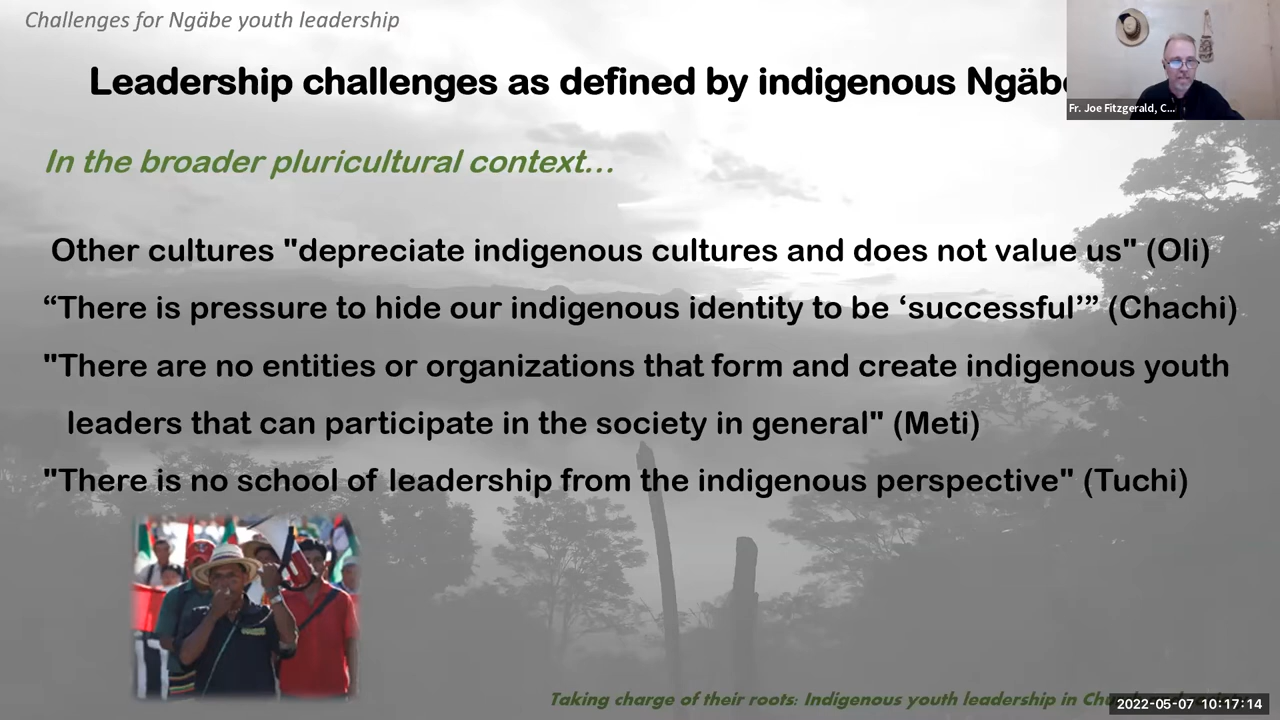 Challenges for Ngäbe youth leadership
Leadership challenges as defined by indigenous Ngäbe
Fr. Joe Fitzgerald, C...
In the broader pluricultural context...
Other cultures "depreciate indigenous cultures and does not value us" (Oli)
“There is pressure to hide our indigenous identity to be ‘successful’” (Chachi)
"There are no entities or organizations that form and create indigenous youth
leaders that can participate in the society in general" (Meti)
"There is no school of leadership from the indigenous perspective" (Tuchi)
Taking charge of their roots: Indigenous youth leadership in
2022-05-07 10:17:14